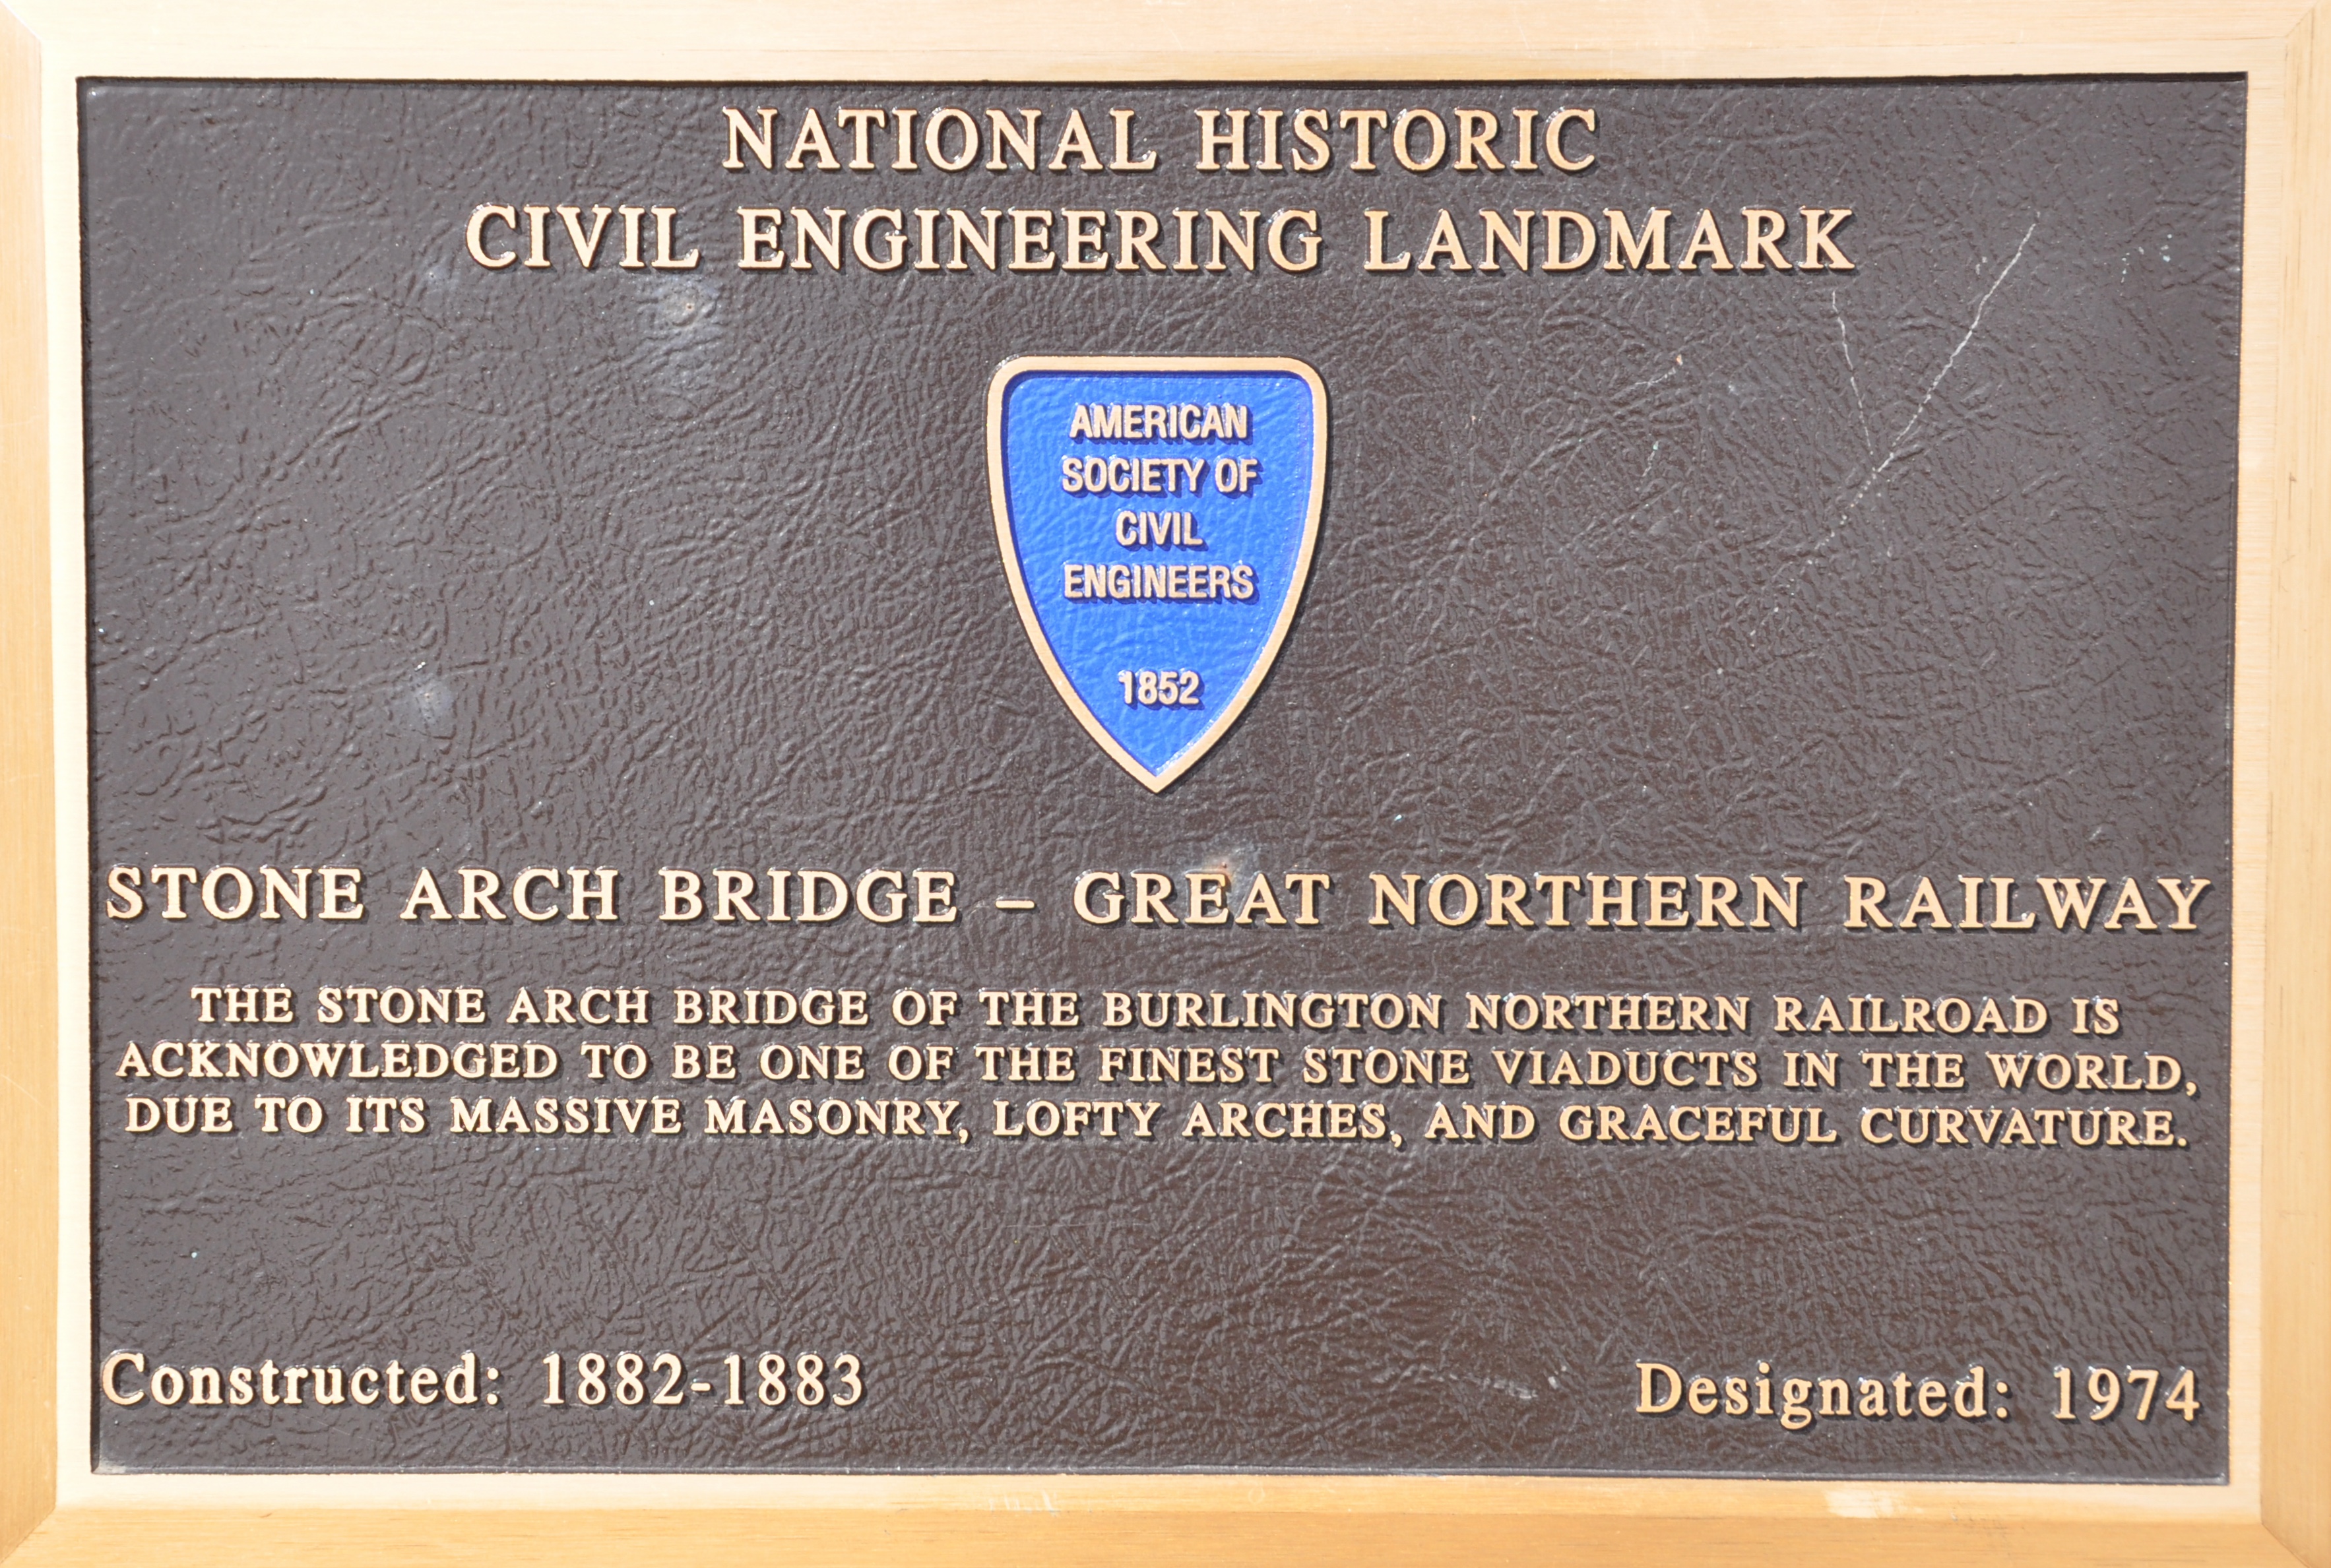 NATIONAL HISTORIC
CIVIL ENGINEERING LANDMARK
AMERICAN
SOCIETY OF
CIVIL
ENGINEERS
1852
STONE ARCH BRIDGE – GREAT NORTHERN RAILWAY
THE STONE ARCH BRIDGE OF THE BURLINGTON NORTHERN RAILROAD IS
ACKNOWLEDGED TO BE ONE OF THE FINEST STONE VIADUCTS IN THE WORLD,
DUE TO ITS MASSIVE MASONRY, LOFTY ARCHES, AND GRACEFUL CURVATURE.
Constructed: 1882-1883
Designated: 1974